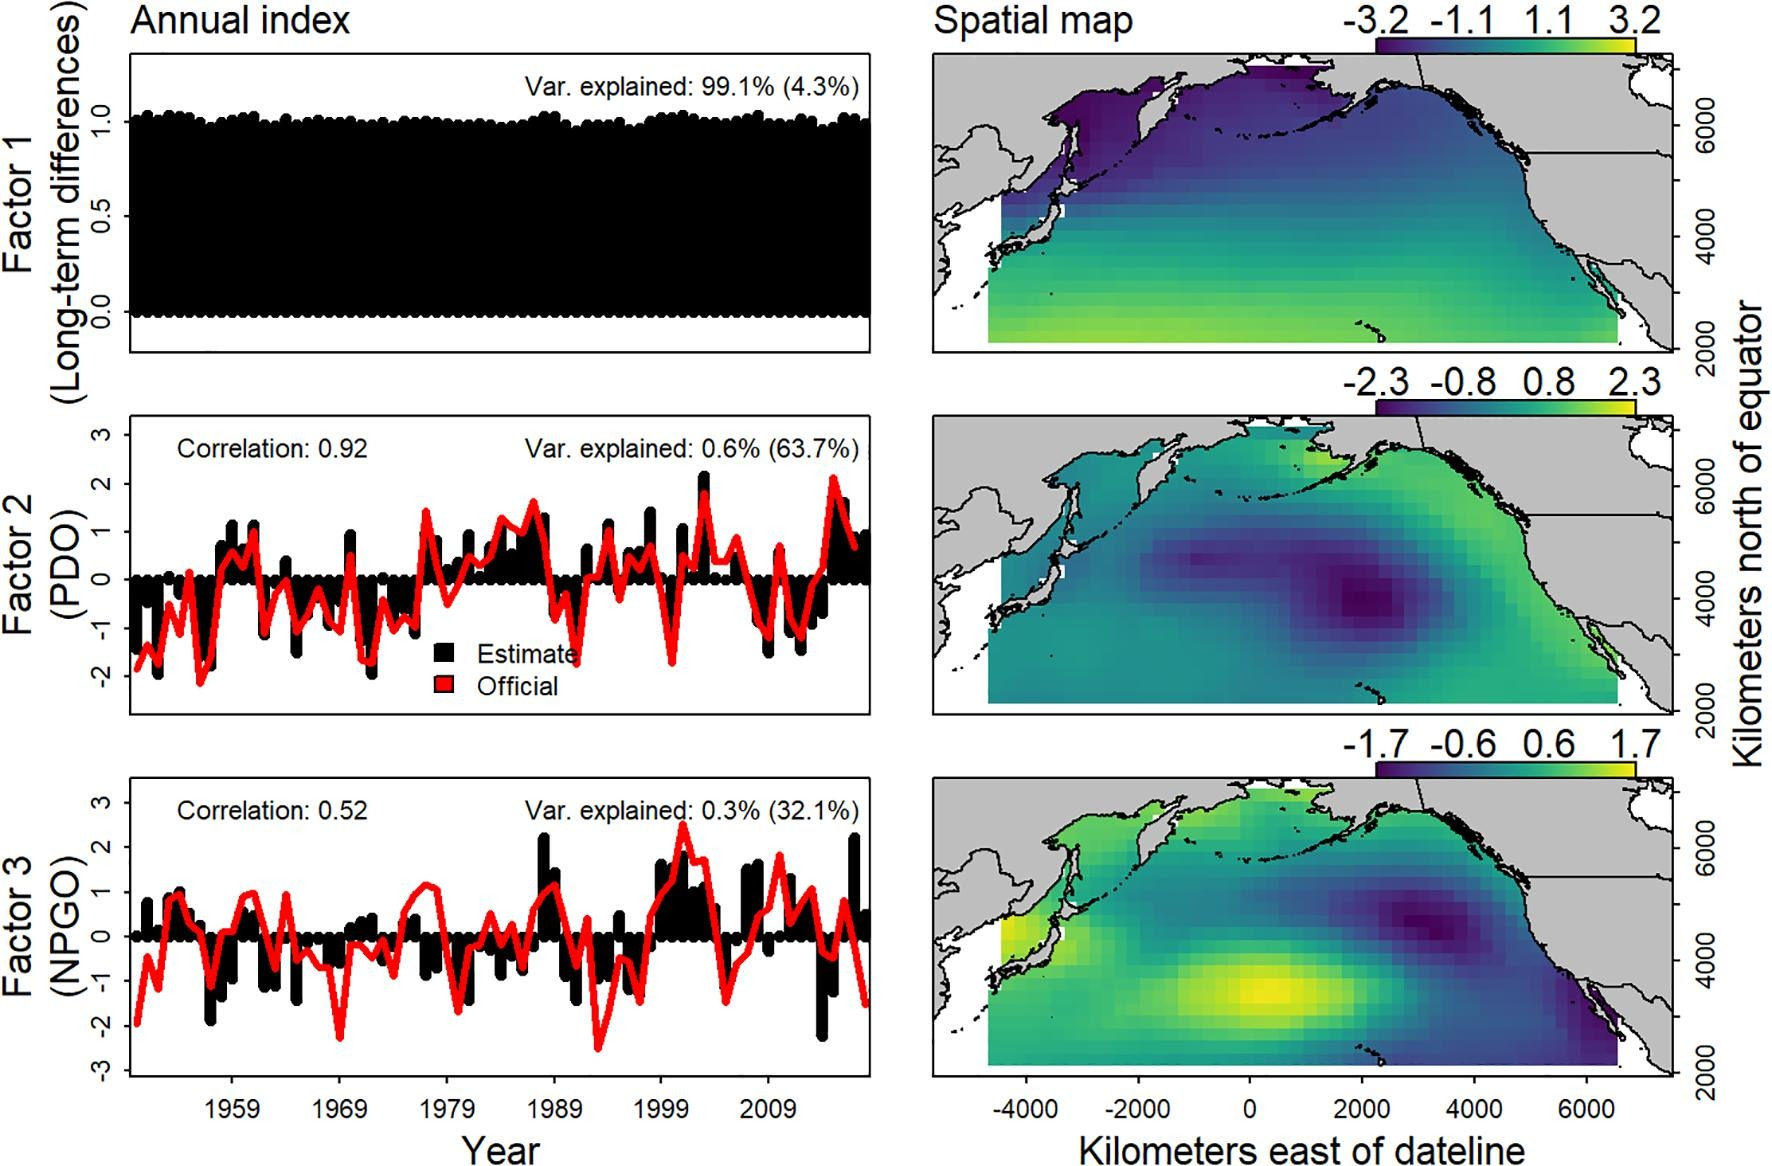 Annual index
Spatial map
-3.2 -1.1 1.1 3.2
Factor 1
(Long-term differences)
Var. explained: 99.1% (4.3%)
1.0
0.5
0.0
6000
4000
2000
-2.3 -0.8 0.8 2.3
Factor 2
(PDO)
Correlation: 0.92
Var. explained: 0.6% (63.7%)
3
2
1
0
-1
-2
Estimate
Official
6000
4000
2000
-1.7 -0.6 0.6 1.7
Factor 3
(NPGO)
Correlation: 0.52
Var. explained: 0.3% (32.1%)
3
2
1
0
-1
-2
-3
6000
4000
2000
1959 1969 1979 1989 1999 2009
Year
-4000 -2000 0 2000 4000 6000
Kilometers east of dateline
Kilometers north of equator